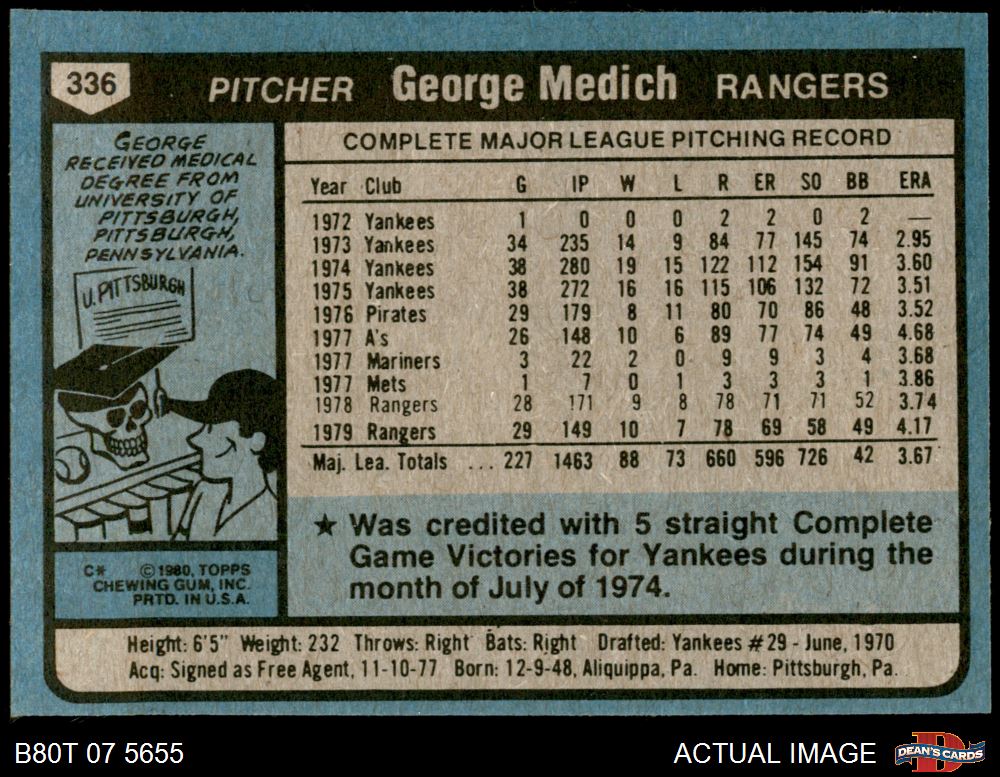 336 PITCHER George Medich RANGERS
GEORGE
RECEIVED MEDICAL
DEGREE FROM
UNIVERSITY OF
PITTSBURGH,
PITTSBURGH,
PENNSYLVANIA.
U. PITTSBURGH
C* ©1980, TOPPS
CHEWING GUM, INC.
PRTD. IN U.S.A.
COMPLETE MAJOR LEAGUE PITCHING RECORD
Year Club G IP W L R ER SO BB ERA
1972 Yankees 1 0 0 0 2 2 0 2 —
1973 Yankees 34 235 14 9 84 77 145 74 2.95
1974 Yankees 38 280 19 15 122 112 154 91 3.60
1975 Yankees 38 272 16 16 115 106 132 72 3.51
1976 Pirates 29 179 8 11 80 70 86 48 3.52
1977 A's 26 148 10 6 89 77 74 49 4.68
1977 Mariners 3 22 2 0 9 9 3 4 3.68
1977 Mets 1 7 0 1 3 3 3 1 3.86
1978 Rangers 28 171 9 8 78 71 71 52 3.74
1979 Rangers 29 149 10 7 78 69 58 49 4.17
Maj. Lea. Totals ... 227 1463 88 73 660 596 726 42 3.67
★ Was credited with 5 straight Complete
Game Victories for Yankees during the
month of July of 1974.
Height: 6'5" Weight: 232 Throws: Right Bats: Right Drafted: Yankees #29 - June, 1970
Acq: Signed as Free Agent, 11-10-77 Born: 12-9-48, Aliquippa, Pa. Home: Pittsburgh, Pa.
B80T 07 5655 ACTUAL IMAGE DEAN'S CARDS